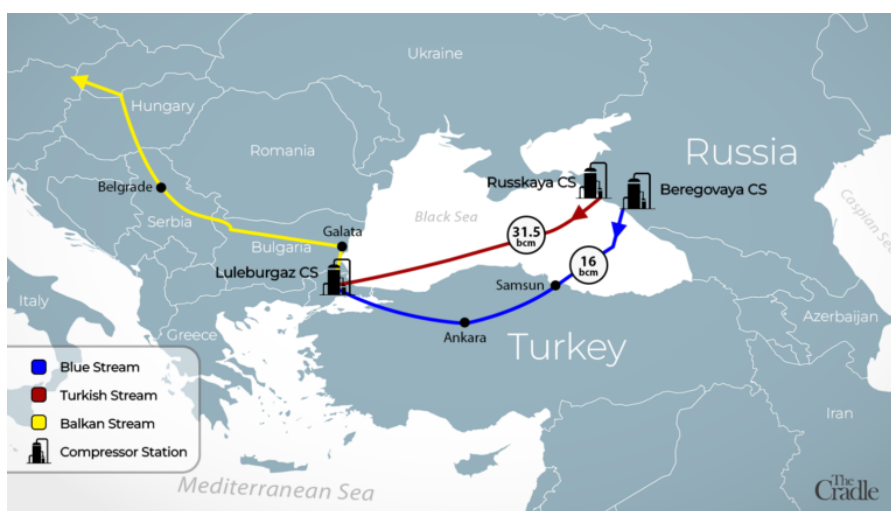 Ukraine
Hungary
Romania
Russia
Russkaya CS
Beregovaya CS
Belgrade
Serbia
Black Sea
Caspian Sea
Galata
31.5
bcm
Bulgaria
16
bcm
Luleburgaz CS
Samsun
Italy
Azerbaijan
Greece
Ankara
Turkey
Blue Stream
Turkish Stream
Balkan Stream
Compressor Station
Iran
Mediterranean Sea
The
Cradle